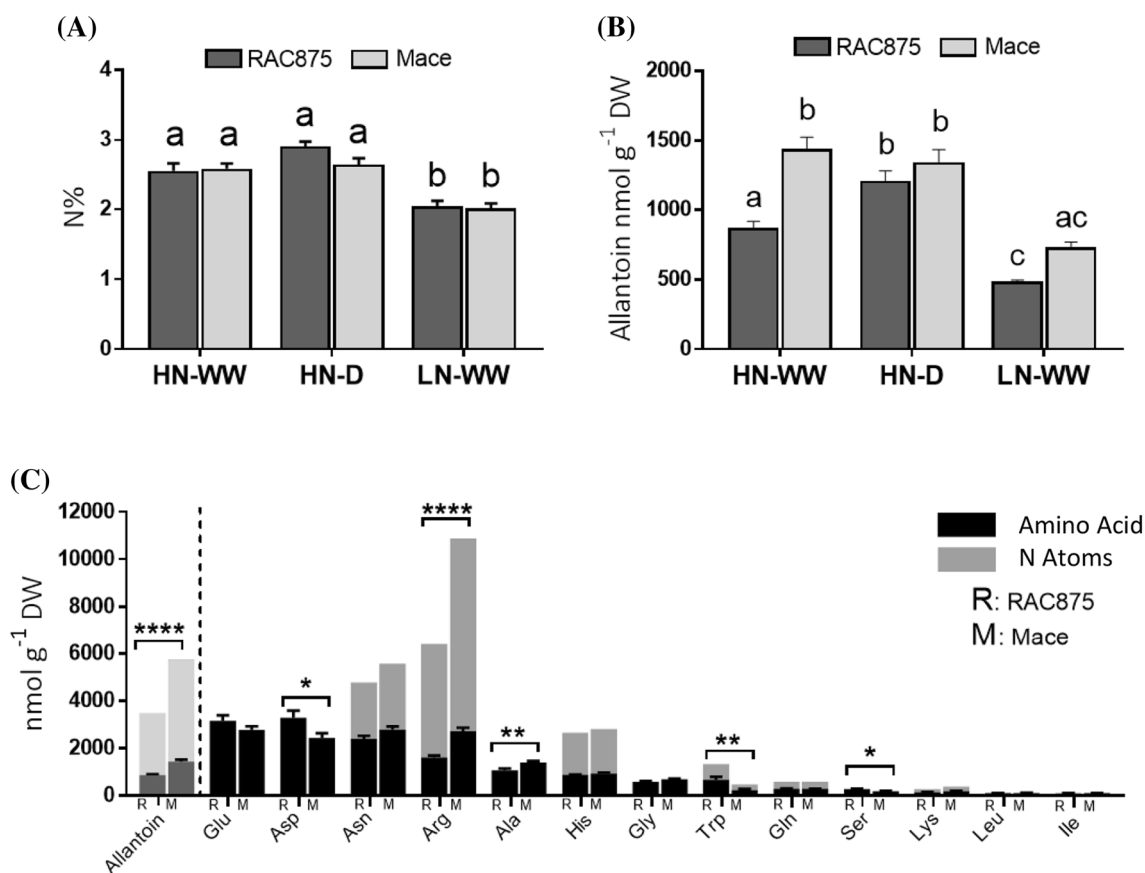 (A)
RAC875 Mace
N%
4
3
2
1
0
a a a a b b
HN-WW HN-D LN-WW
(B)
RAC875 Mace
Allantoin nmol g-1 DW
2000
1500
1000
500
0
a b b b c ac
HN-WW HN-D LN-WW
(C)
nmol g-1 DW
12000
10000
8000
6000
4000
2000
0
**** * **** ** ** *
Amino Acid
N Atoms
R: RAC875
M: Mace
R M R M R M R M R M R M R M R M R M R M R M R M R M R M
Allantoin Glu Asp Asn Arg Ala His Gly Trp Gln Ser Lys Leu Ile